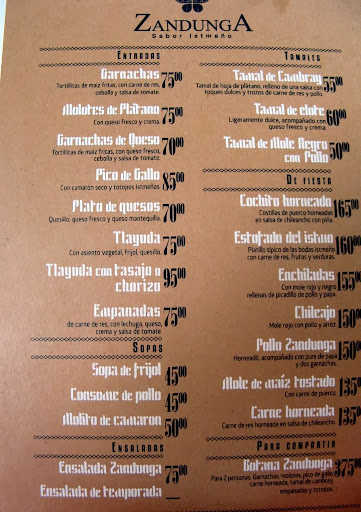 ZANDUNGA
Sabor Istmeño
Entradas
Garnachas 75.00
Tortillitas de maíz fritas, con carne de res,
cebolla y salsa de tomate.
Molotes de Plátano 75.00
Con queso fresco y crema.
Garnachas de Queso 75.00
Tortillitas de maíz fritas, con queso fresco,
cebolla y salsa de tomate.
Pico de Gallo 85.00
Con camarón seco y totopos istmeños.
Plato de quesos 70.00
Quesillo, queso fresco y queso mantequilla.
Tlayuda 75.00
Con asiento vegetal, frijol, quesillo.
Tlayuda con tasajo o
chorizo 95.00
Empanadas 75.00
de carne de res, con lechuga, queso,
crema y salsa de tomate.
Sopas
Sopa de frijol 45.00
Consome de pollo 45.00
Molito de camaron 50.00
Ensaladas
Ensalada Zandunga 75.00
Ensalada de temporada
Tamales
Tamal de Cambray 55.00
Tamal de hoja de plátano, relleno de una salsa con
toques dulces y trozos de carne de res y pollo.
Tamal de elote 60.00
Ligeramente dulce, acompañado con
queso fresco y crema.
Tamal de Mole Negro
con Pollo 50.00
De fiesta
Cochito horneado 160.00
Costillas de puerco horneadas
en salsa de chileancho con piña.
Estofado del istmo 160.00
Platillo típico de las bodas istmeño
con carne de res, frutas y verduras.
Enchiladas 155.00
Con mole rojo y negro
rellenas de picadillo de pollo y papa.
Chileajo 150.00
Mole rojo con pollo y arroz.
Pollo Zandunga 150.00
Horneado, acompañado con puré de papa
y dos garnachas.
Mole de maíz tostado 135.00
Con carne de puerco.
Carne horneada 135.00
Carne de res horneada en salsa de chileancho.
Para compartir
Botana Zandunga 375.00
Para 2 personas. Garnachas, molotes, pico de gallo,
carne horneada, tamal de cambray,
empanadas y totopos.